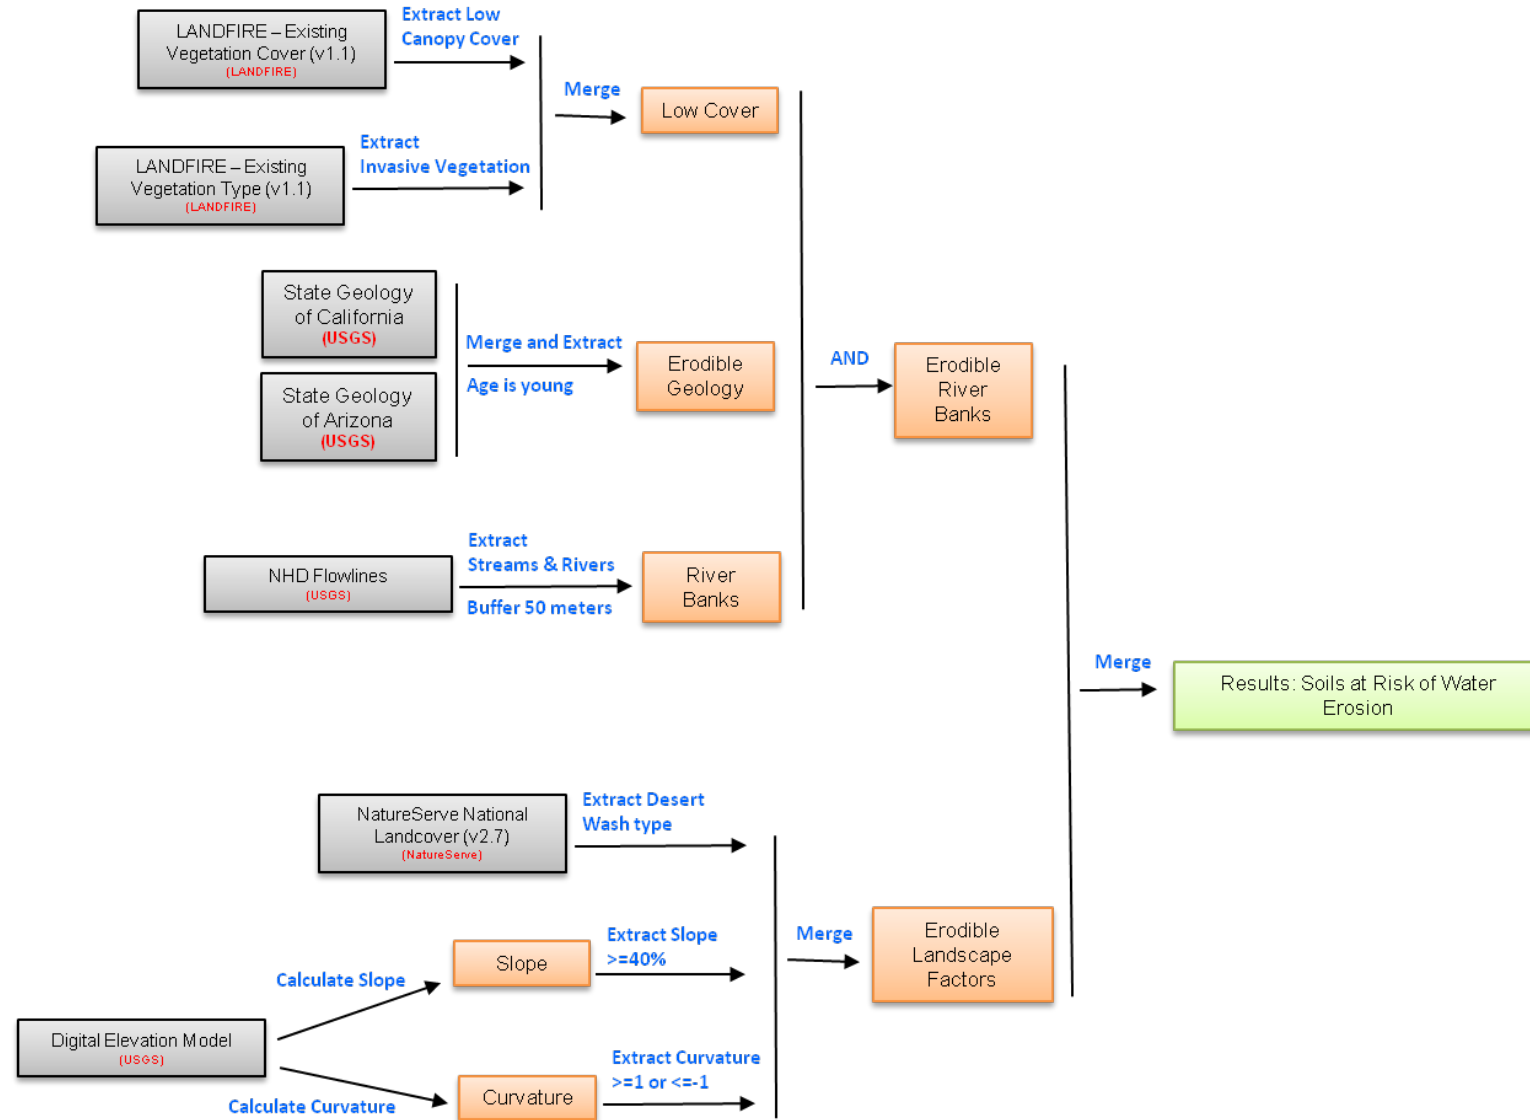 LANDFIRE – Existing
Vegetation Cover (v1.1)
(LANDFIRE)
Extract Low
Canopy Cover
Merge
Low Cover
LANDFIRE – Existing
Vegetation Type (v1.1)
(LANDFIRE)
Extract
Invasive Vegetation
State Geology
of California
(USGS)
State Geology
of Arizona
(USGS)
Merge and Extract
Age is young
Erodible
Geology
AND
Erodible
River
Banks
NHD Flowlines
(USGS)
Extract
Streams & Rivers
Buffer 50 meters
River
Banks
Merge
Results: Soils at Risk of Water
Erosion
NatureServe National
Landcover (v2.7)
(NatureServe)
Extract Desert
Wash type
Digital Elevation Model
(USGS)
Calculate Slope
Slope
Extract Slope
>=40%
Merge
Erodible
Landscape
Factors
Calculate Curvature
Curvature
Extract Curvature
>=1 or <=-1